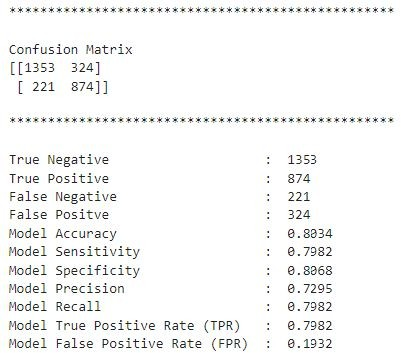 **************************************************
Confusion Matrix
[[1353  324]
 [ 221  874]]
**************************************************
True Negative                    :  1353
True Positive                    :  874
False Negative                   :  221
False Positve                    :  324
Model Accuracy                   :  0.8034
Model Sensitivity                :  0.7982
Model Specificity                :  0.8068
Model Precision                  :  0.7295
Model Recall                     :  0.7982
Model True Positive Rate (TPR)   :  0.7982
Model False Positive Rate (FPR)  :  0.1932